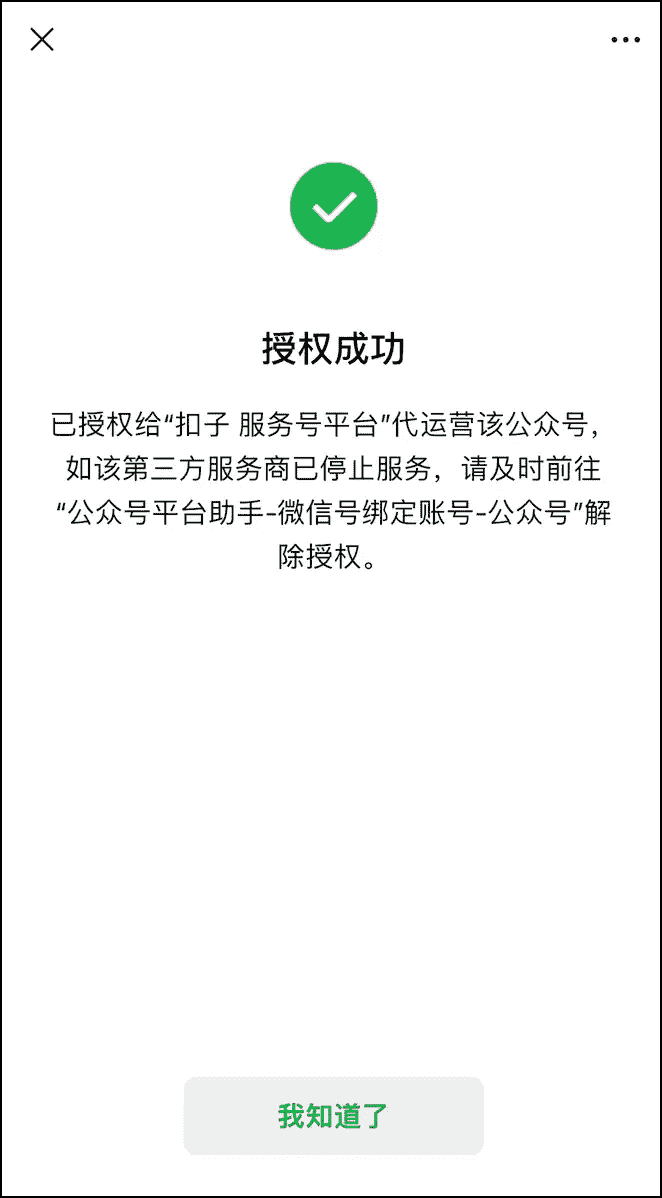 授权成功
已授权给“扣子 服务号平台”代运营该公众号，
如该第三方服务商已停止服务，请及时前往
“公众号平台助手-微信号绑定账号-公众号”解
除授权。
我知道了